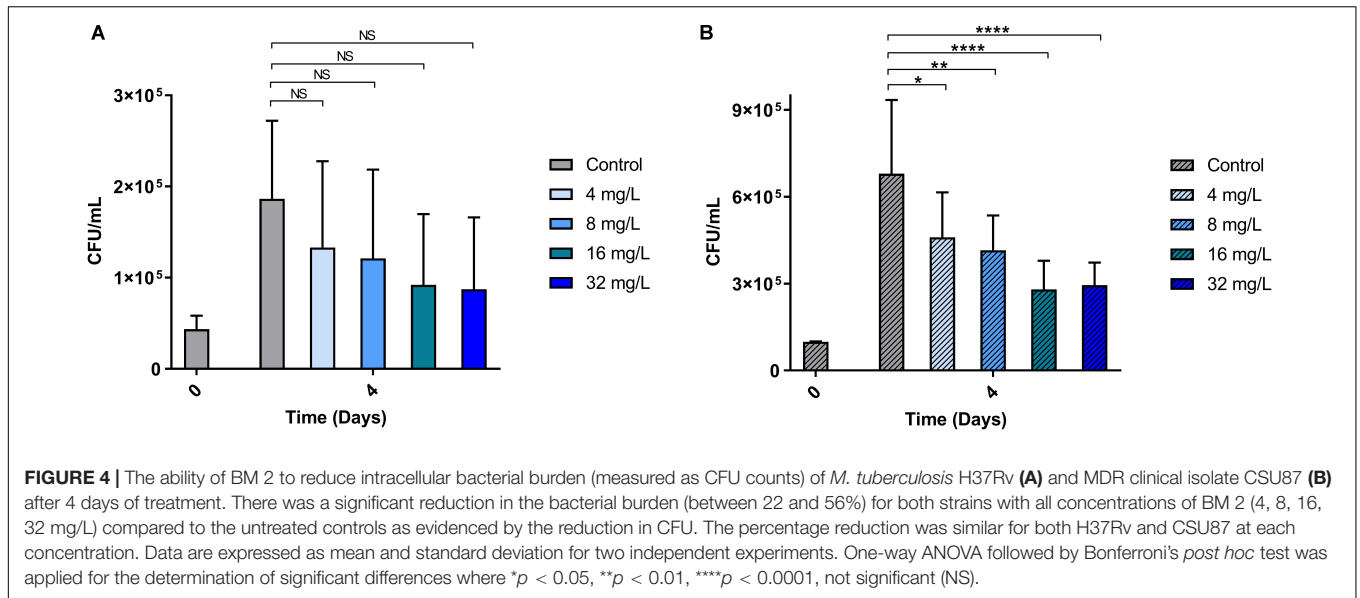 A
NS
NS
NS
NS
3×10⁵
2×10⁵
1×10⁵
0
CFU/mL
0
4
Time (Days)
Control
4 mg/L
8 mg/L
16 mg/L
32 mg/L
B
****
****
**
*
9×10⁵
6×10⁵
3×10⁵
0
CFU/mL
0
4
Time (Days)
Control
4 mg/L
8 mg/L
16 mg/L
32 mg/L
FIGURE 4 | The ability of BM 2 to reduce intracellular bacterial burden (measured as CFU counts) of M. tuberculosis H37Rv (A) and MDR clinical isolate CSU87 (B)
after 4 days of treatment. There was a significant reduction in the bacterial burden (between 22 and 56%) for both strains with all concentrations of BM 2 (4, 8, 16,
32 mg/L) compared to the untreated controls as evidenced by the reduction in CFU. The percentage reduction was similar for both H37Rv and CSU87 at each
concentration. Data are expressed as mean and standard deviation for two independent experiments. One-way ANOVA followed by Bonferroni's post hoc test was
applied for the determination of significant differences where *p < 0.05, **p < 0.01, ****p < 0.0001, not significant (NS).